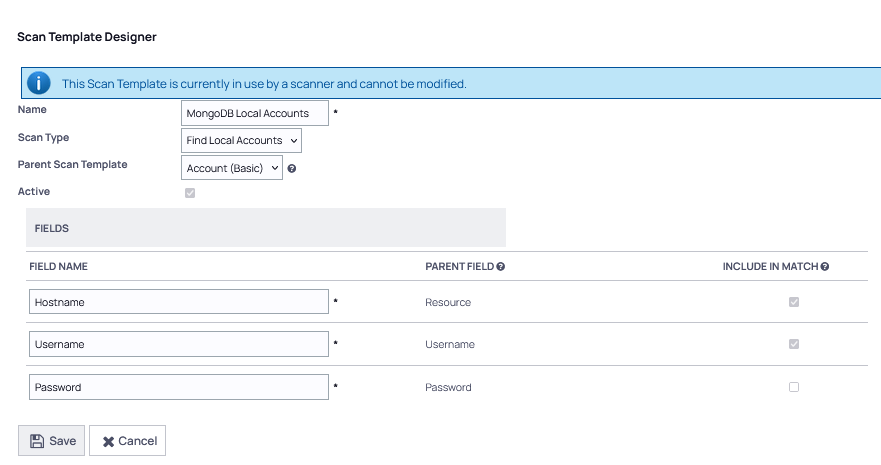 Scan Template Designer
This Scan Template is currently in use by a scanner and cannot be modified.
Name MongoDB Local Accounts *
Scan Type Find Local Accounts
Parent Scan Template Account (Basic)
Active
FIELDS
FIELD NAME PARENT FIELD INCLUDE IN MATCH
Hostname * Resource
Username * Username
Password * Password
Save Cancel